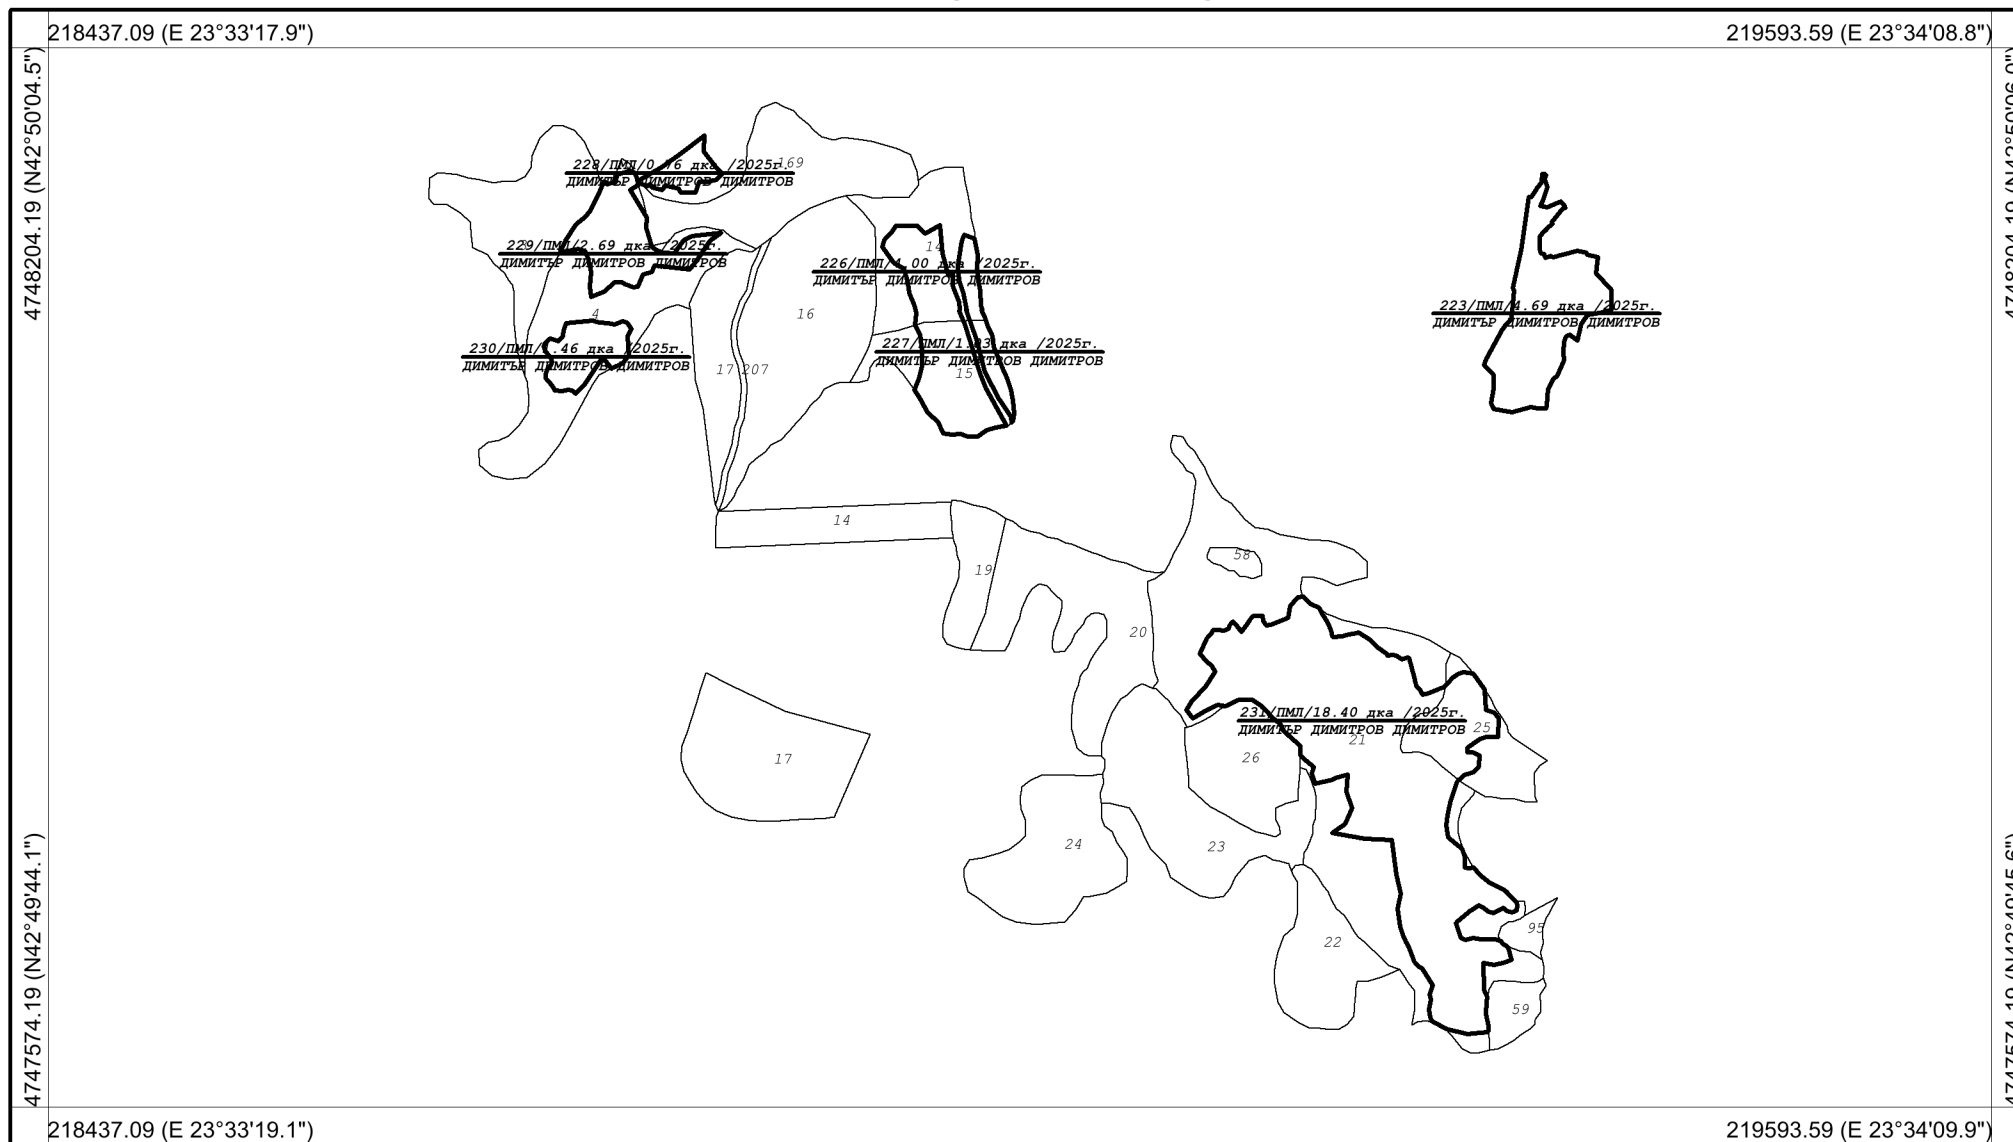 218437.09 (E 23°33'17.9")
219593.59 (E 23°34'08.8")
4748204.19 (N42°50'04.5")
169
228/ПМЛ/0.76 дка /2025г.
ДИМИТЪР ДИМИТРОВ ДИМИТРОВ
229/ПМЛ/2.69 дка /2025г.
ДИМИТЪР ДИМИТРОВ ДИМИТРОВ
14
226/ПМЛ/4.00 дка /2025г.
ДИМИТЪР ДИМИТРОВ ДИМИТРОВ
4
16
223/ПМЛ/4.69 дка /2025г.
ДИМИТЪР ДИМИТРОВ ДИМИТРОВ
230/ПМЛ/ .46 дка /2025г.
ДИМИТЪР ДИМИТРОВ ДИМИТРОВ
227/ПМЛ/1. 3 дка /2025г.
ДИМИТЪР ДИМИТРОВ ДИМИТРОВ
17
207
15
14
58
19
20
231/ПМЛ/18.40 дка /2025г.
ДИМИТЪР ДИМИТРОВ ДИМИТРОВ
25
21
26
17
24
23
22
95
59
4747574.19 (N42°49'44.1")
218437.09 (E 23°33'19.1")
219593.59 (E 23°34'09.9")